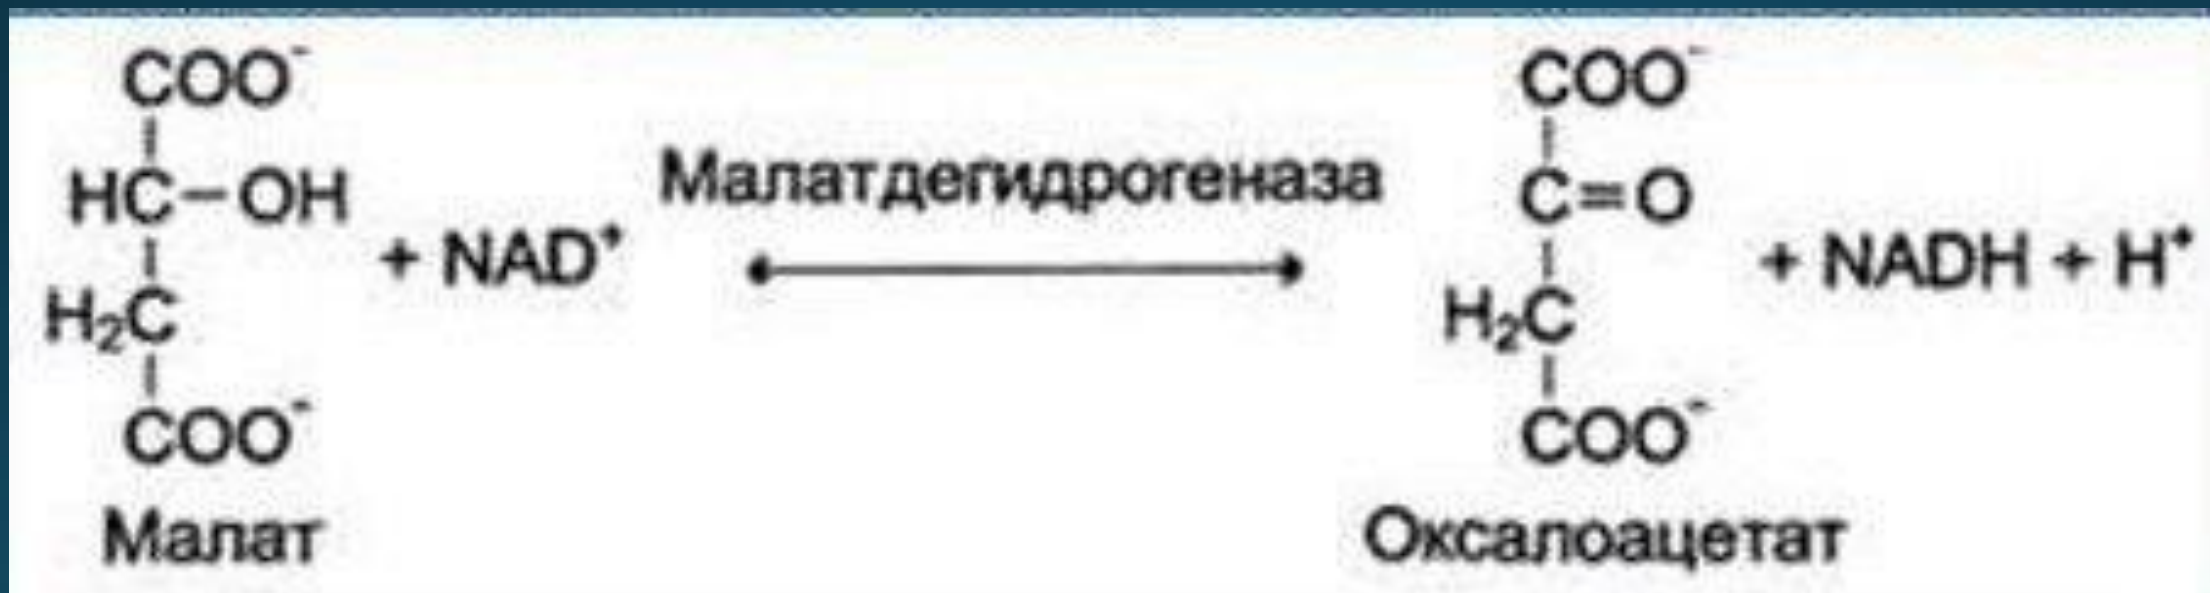 COO⁻
HC–OH
H₂C
COO⁻
Малат
+ NAD⁺
Малатдегидрогеназа
COO⁻
C=O
H₂C
COO⁻
Оксалоацетат
+ NADH + H⁺